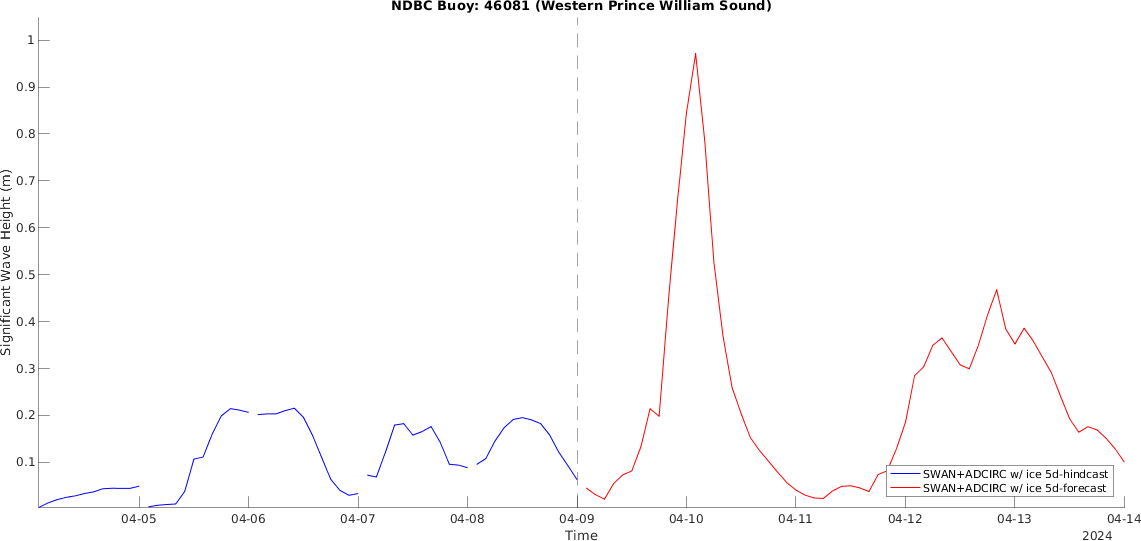 NDBC Buoy: 46081 (Western Prince William Sound)
1
0.9
0.8
0.7
0.6
0.5
0.4
0.3
0.2
0.1
Significant Wave Height (m)
SWAN+ADCIRC w/ ice 5d-hindcast
SWAN+ADCIRC w/ ice 5d-forecast
04-05 04-06 04-07 04-08 04-09 04-10 04-11 04-12 04-13 04-14
Time
2024